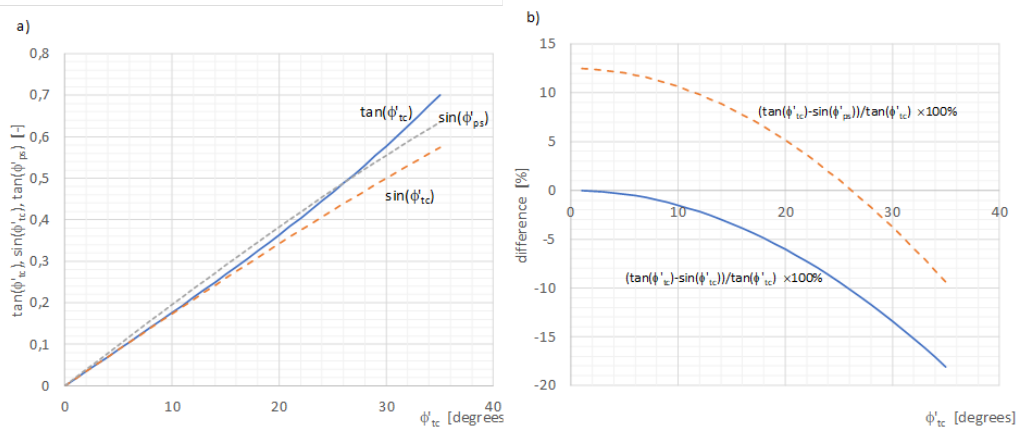 a)
0,8
0,7
0,6
0,5
0,4
0,3
0,2
0,1
0
tan(ϕ'tc), sin(ϕ'tc), tan(ϕ'ps) [-]
tan(ϕ'tc)
sin(ϕ'ps)
sin(ϕ'tc)
0 10 20 30 40
ϕ'tc [degrees
b)
15
10
5
0
-5
-10
-15
-20
difference [%]
(tan(ϕ'tc)-sin(ϕ'ps))/tan(ϕ'tc) ×100%
0 10 20 30 40
(tan(ϕ'tc)-sin(ϕ'tc))/tan(ϕ'tc) ×100%
ϕ'tc [degrees]